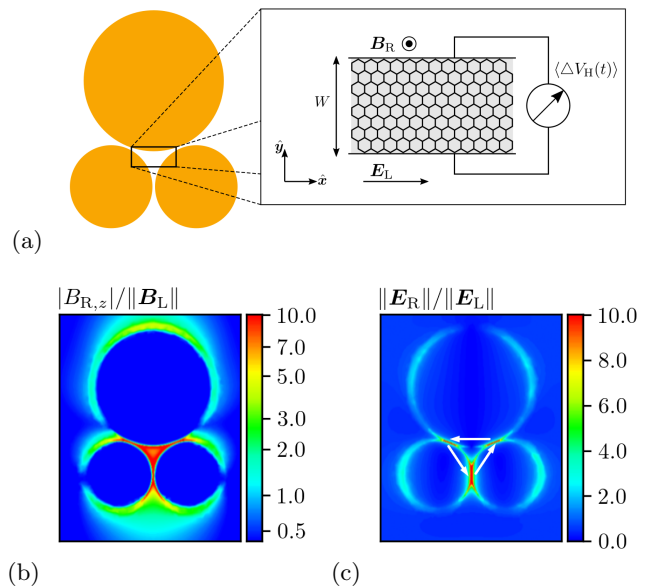 B_R ⊙
⟨△V_H(t)⟩
W
ŷ
x̂
E_L
(a)
|B_R,z|/‖B_L‖
‖E_R‖/‖E_L‖
10.0
7.0
5.0
3.0
2.0
1.0
0.5
10.0
8.0
6.0
4.0
2.0
0.0
(b)
(c)